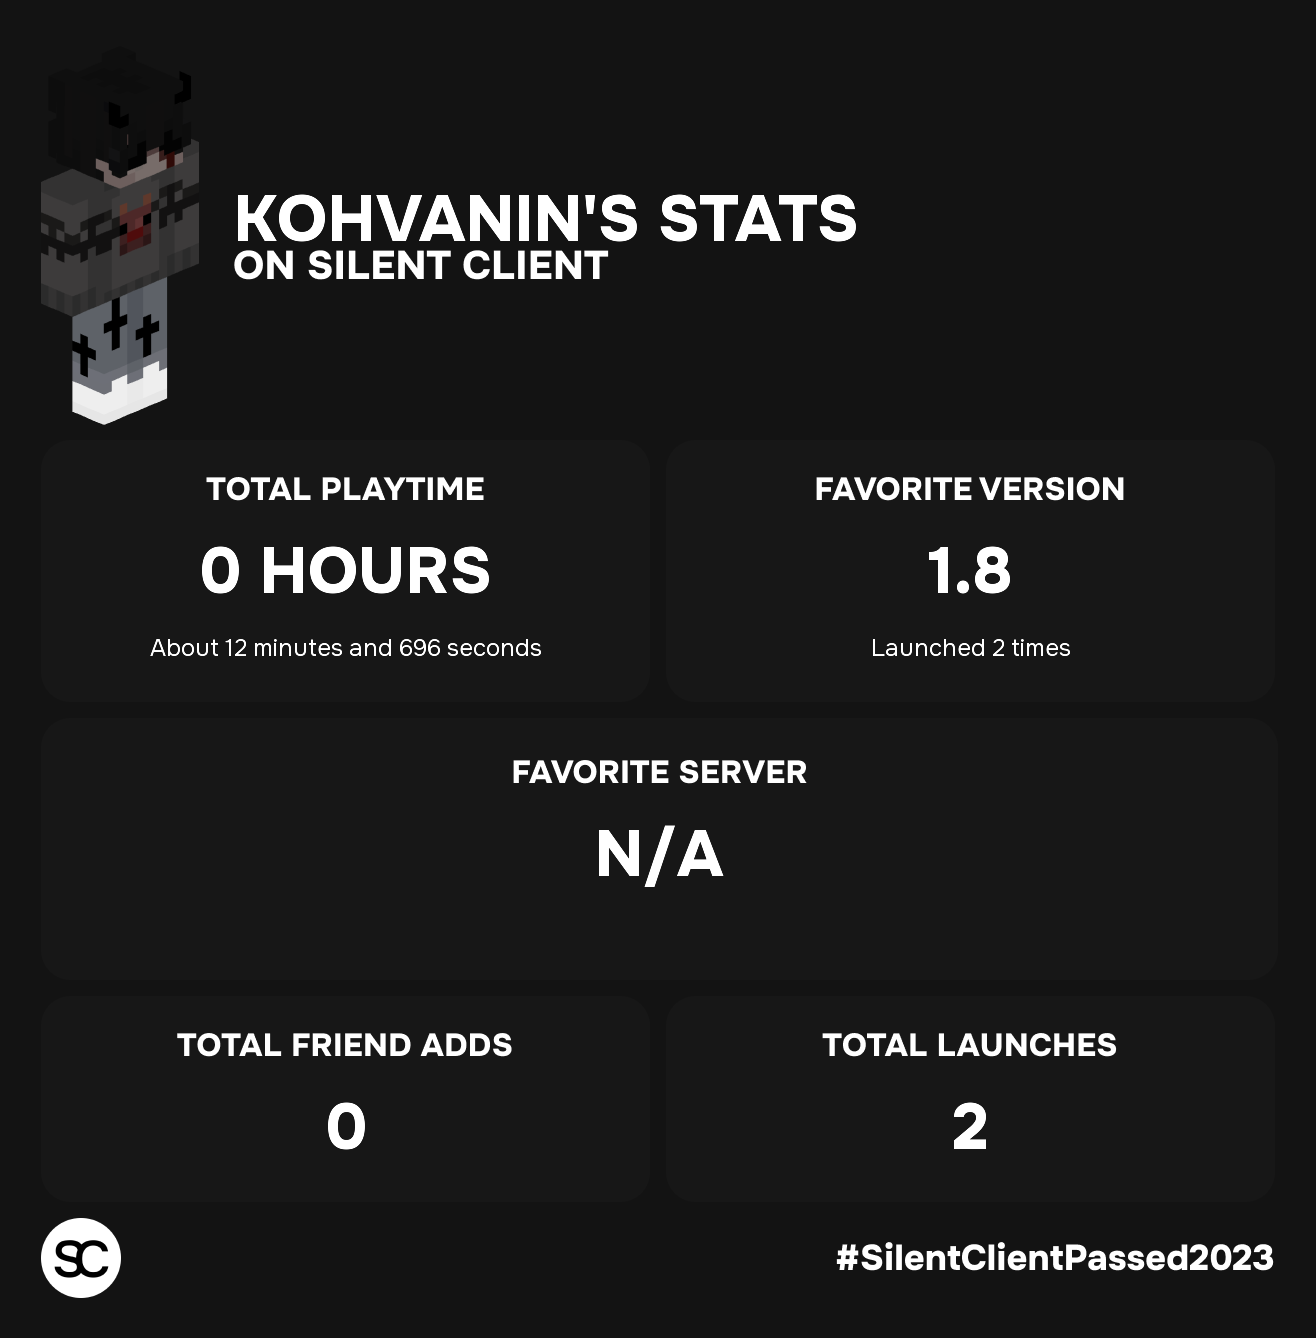 KOHVANIN'S STATS
ON SILENT CLIENT
TOTAL PLAYTIME
0 HOURS
About 12 minutes and 696 seconds
FAVORITE VERSION
1.8
Launched 2 times
FAVORITE SERVER
N/A
TOTAL FRIEND ADDS
0
TOTAL LAUNCHES
2
SC
#SilentClientPassed2023